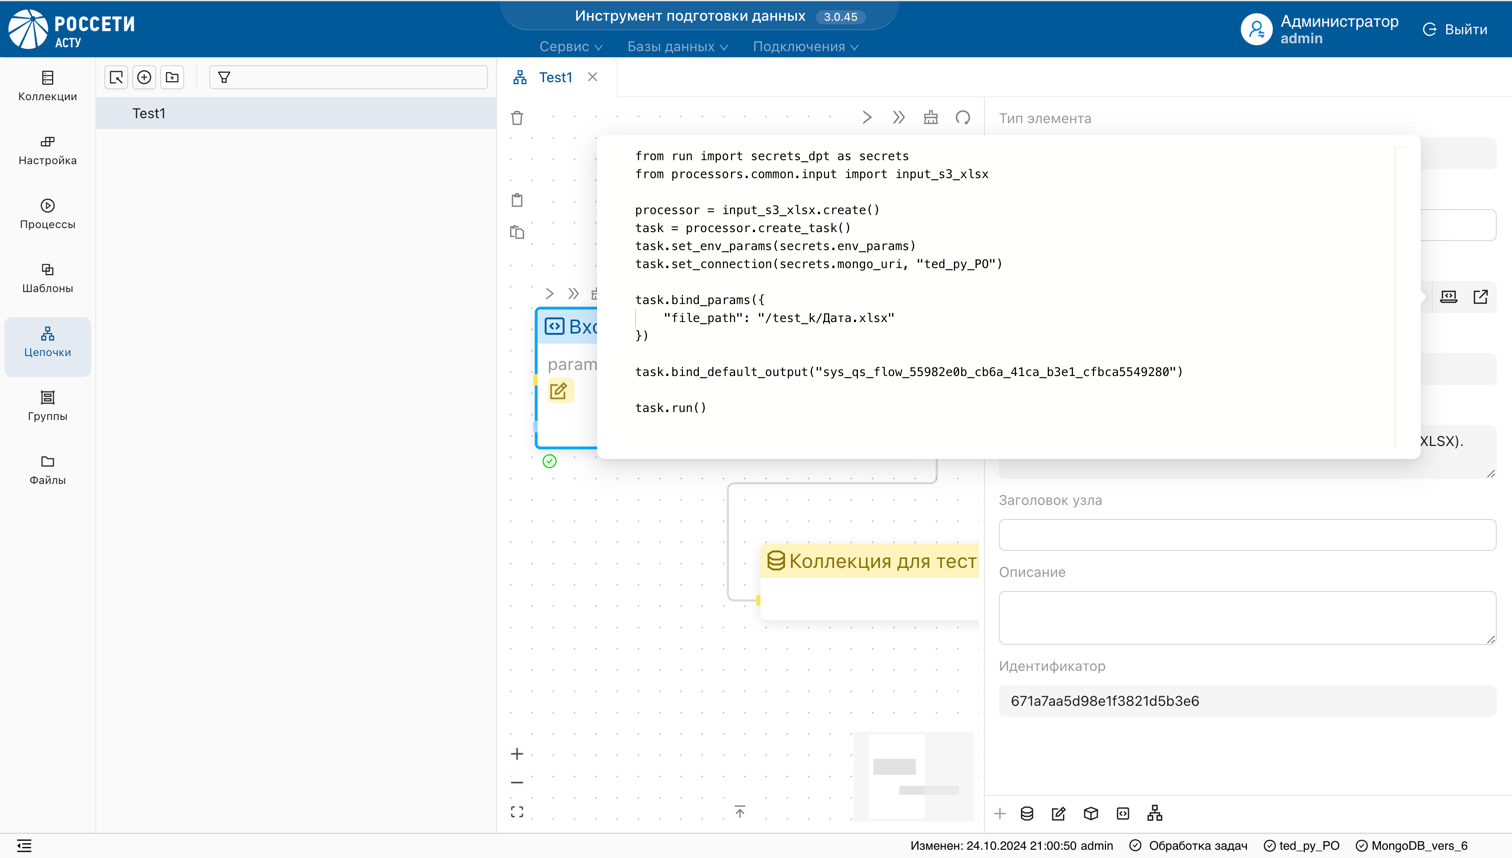 РОССЕТИ
АСТУ
Инструмент подготовки данных 3.0.45
Сервис Базы данных Подключения
Администратор
admin
Выйти
Коллекции
Настройка
Процессы
Шаблоны
Цепочки
Группы
Файлы
Test1
Test1
Тип элемента
from run import secrets_dpt as secrets
from processors.common.input import input_s3_xlsx
processor = input_s3_xlsx.create()
task = processor.create_task()
task.set_env_params(secrets.env_params)
task.set_connection(secrets.mongo_uri, "ted_py_PO")
task.bind_params({
    "file_path": "/test_k/Дата.xlsx"
})
task.bind_default_output("sys_qs_flow_55982e0b_cb6a_41ca_b3e1_cfbca5549280")
task.run()
Вхо
param
XLSX).
Коллекция для тест
Заголовок узла
Описание
Идентификатор
671a7aa5d98e1f3821d5b3e6
Изменен: 24.10.2024 21:00:50 admin Обработка задач ted_py_PO MongoDB_vers_6